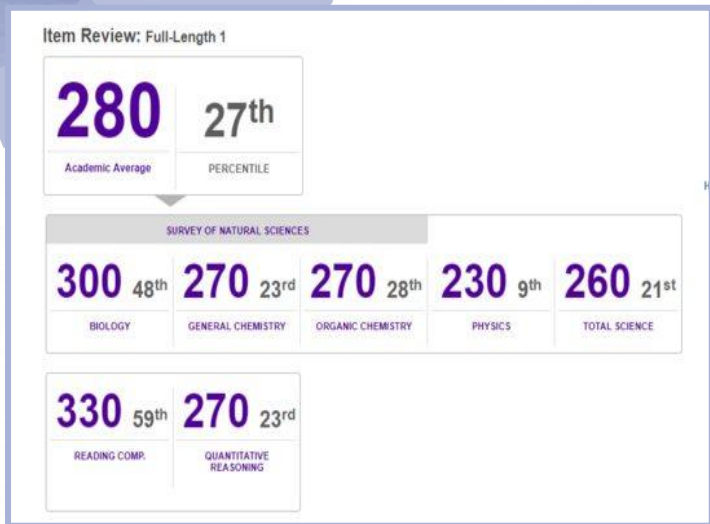 Item Review: Full-Length 1
280 27th
Academic Average PERCENTILE
SURVEY OF NATURAL SCIENCES
300 48th 270 23rd 270 28th 230 9th 260 21st
BIOLOGY GENERAL CHEMISTRY ORGANIC CHEMISTRY PHYSICS TOTAL SCIENCE
330 59th 270 23rd
READING COMP. QUANTITATIVE
REASONING